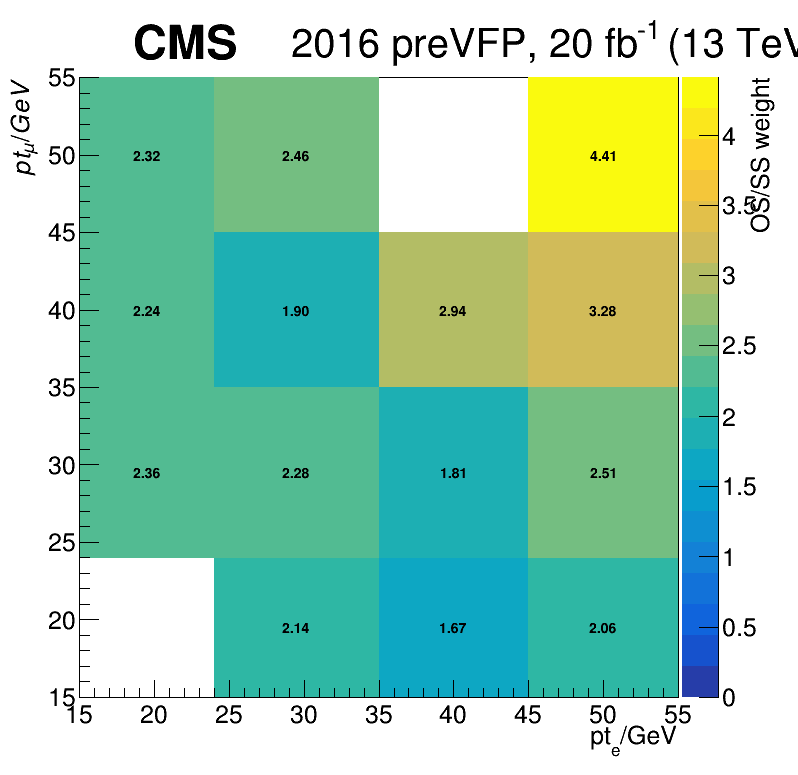 CMS 2016 preVFP, 20 fb-1 (13 TeV
ptμ/GeV
55
50
45
40
35
30
25
20
15
2.32 2.46 4.41
2.24 1.90 2.94 3.28
2.36 2.28 1.81 2.51
2.14 1.67 2.06
15 20 25 30 35 40 45 50 55
pte/GeV
4
3.5
3
2.5
2
1.5
1
0.5
0
OS/SS weight